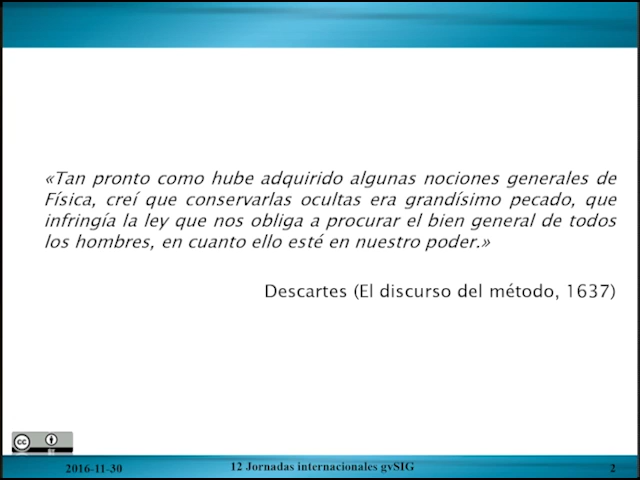 «Tan pronto como hube adquirido algunas nociones generales de
Física, creí que conservarlas ocultas era grandísimo pecado, que
infringía la ley que nos obliga a procurar el bien general de todos
los hombres, en cuanto ello esté en nuestro poder.»
Descartes (El discurso del método, 1637)
cc
2016-11-30 12 Jornadas internacionales gvSIG 2